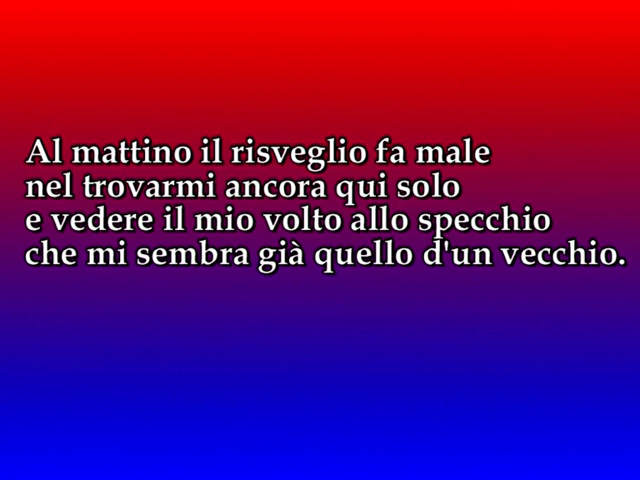 Al mattino il risveglio fa male
nel trovarmi ancora qui solo
e vedere il mio volto allo specchio
che mi sembra già quello d'un vecchio.